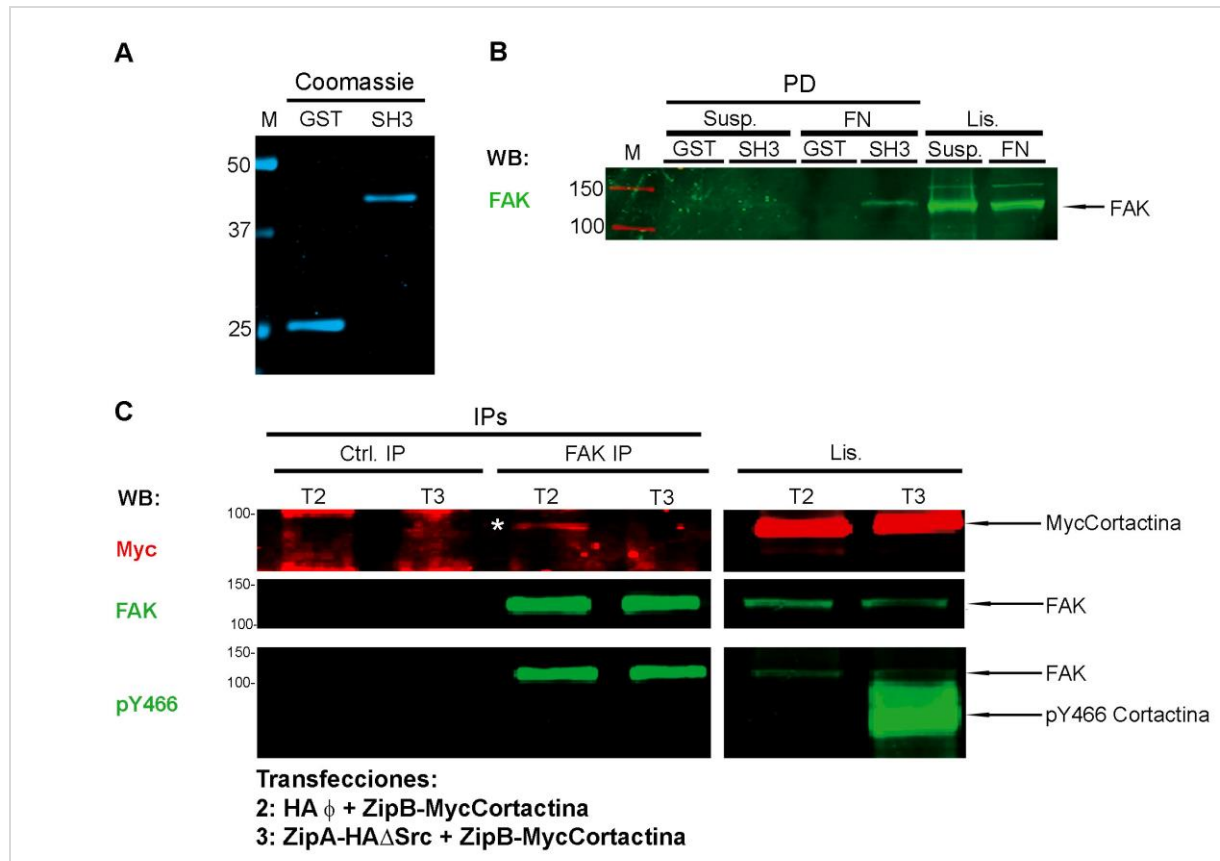 A
Coomassie
M GST SH3
50
37
25
B
PD
Susp. FN Lis.
WB: M GST SH3 GST SH3 Susp. FN
FAK
150
100
FAK
C
IPs
Ctrl. IP FAK IP Lis.
WB: T2 T3 T2 T3 T2 T3
100-
Myc
*
MycCortactina
150-
FAK
100-
FAK
150-
100-
pY466
FAK
pY466 Cortactina
Transfecciones:
2: HA ϕ + ZipB-MycCortactina
3: ZipA-HAΔSrc + ZipB-MycCortactina